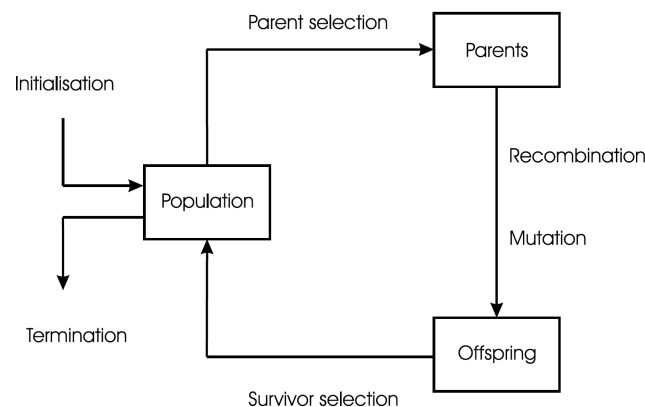 Parent selection
Parents
Initialisation
Recombination
Population
Mutation
Termination
Offspring
Survivor selection